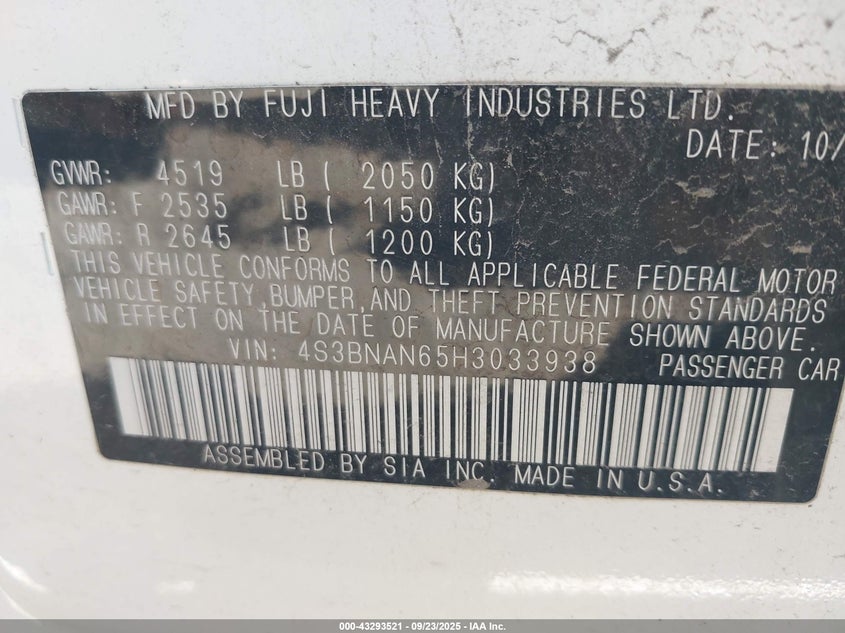 MFD BY FUJI HEAVY INDUSTRIES LTD.
DATE: 10/
GVWR: 4519 LB ( 2050 KG)
GAWR: F 2535 LB ( 1150 KG)
GAWR: R 2645 LB ( 1200 KG)
THIS VEHICLE CONFORMS TO ALL APPLICABLE FEDERAL MOTOR
VEHICLE SAFETY, BUMPER, AND THEFT PREVENTION STANDARDS
IN EFFECT ON THE DATE OF MANUFACTURE SHOWN ABOVE.
VIN: 4S3BNAN65H3033938 PASSENGER CAR
ASSEMBLED BY SIA INC. MADE IN U.S.A.
000-43293521 - 09/23/2025 - IAA Inc.